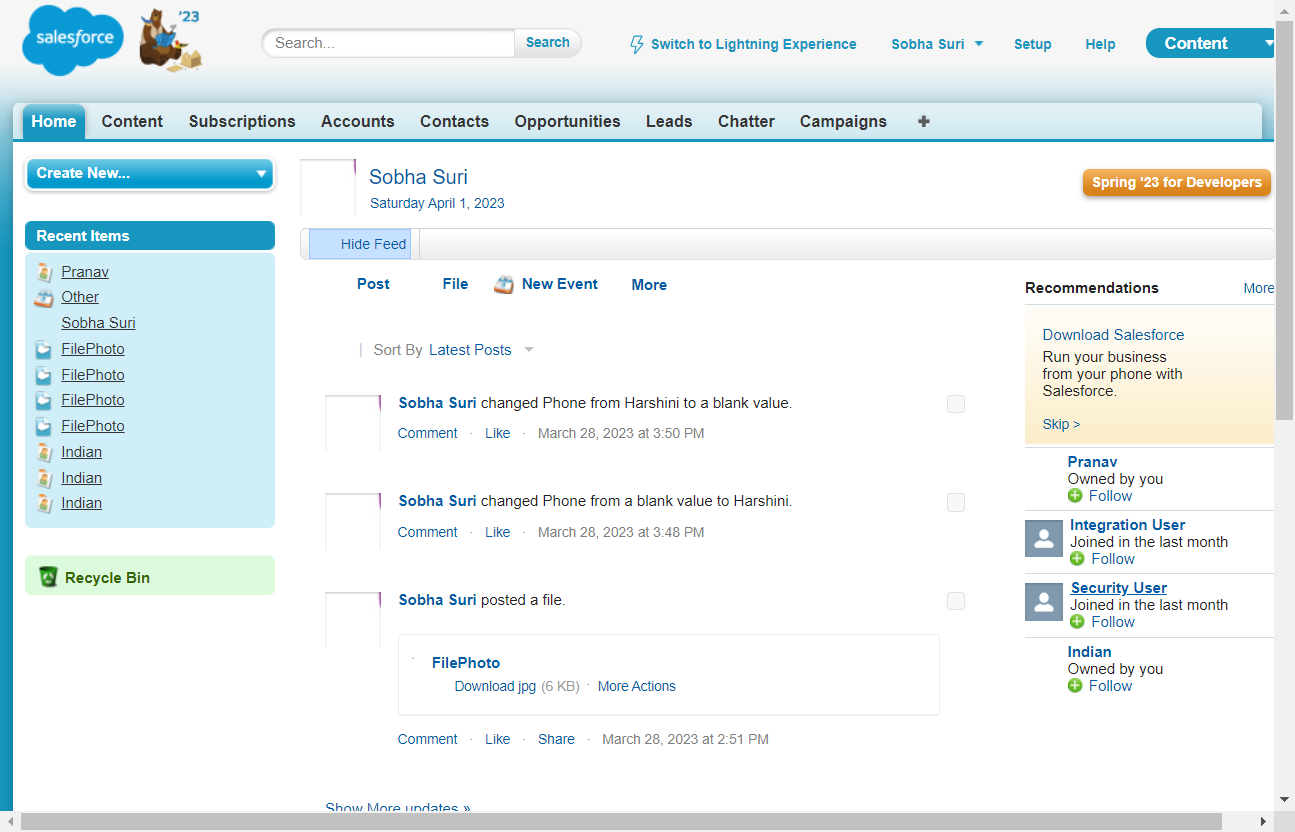 salesforce
'23
Search...
Search
Switch to Lightning Experience
Sobha Suri
Setup
Help
Content
Home
Content
Subscriptions
Accounts
Contacts
Opportunities
Leads
Chatter
Campaigns
Create New...
Recent Items
Pranav
Other
Sobha Suri
FilePhoto
FilePhoto
FilePhoto
FilePhoto
Indian
Indian
Indian
Recycle Bin
Sobha Suri
Saturday April 1, 2023
Spring '23 for Developers
Hide Feed
Post
File
New Event
More
| Sort By Latest Posts
Sobha Suri changed Phone from Harshini to a blank value.
Comment · Like · March 28, 2023 at 3:50 PM
Sobha Suri changed Phone from a blank value to Harshini.
Comment · Like · March 28, 2023 at 3:48 PM
Sobha Suri posted a file.
FilePhoto
Download jpg (6 KB) · More Actions
Comment · Like · Share · March 28, 2023 at 2:51 PM
Show More updates »
Recommendations
More
Download Salesforce
Run your business
from your phone with
Salesforce.
Skip >
Pranav
Owned by you
Follow
Integration User
Joined in the last month
Follow
Security User
Joined in the last month
Follow
Indian
Owned by you
Follow